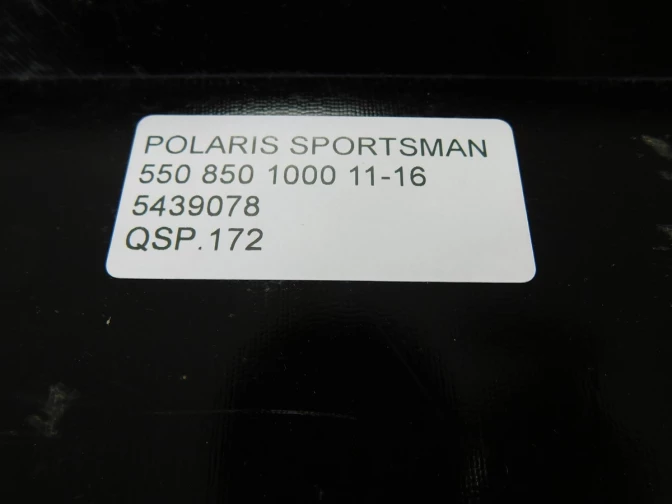 POLARIS SPORTSMAN
550 850 1000 11-16
5439078
QSP.172